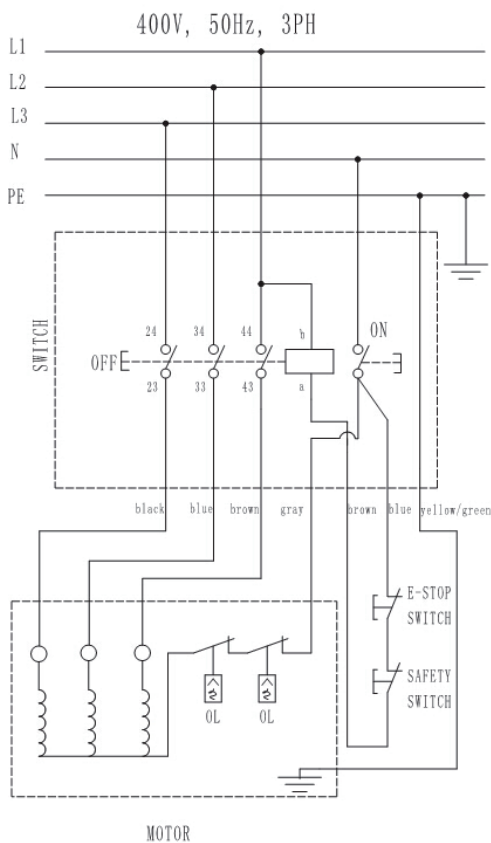 400V, 50Hz, 3PH
L1
L2
L3
N
PE
SWITCH
24 34 44 b ON
OFF
23 33 43 a
black blue brown gray brown blue yellow/green
E-STOP
SWITCH
SAFETY
SWITCH
OL OL
MOTOR